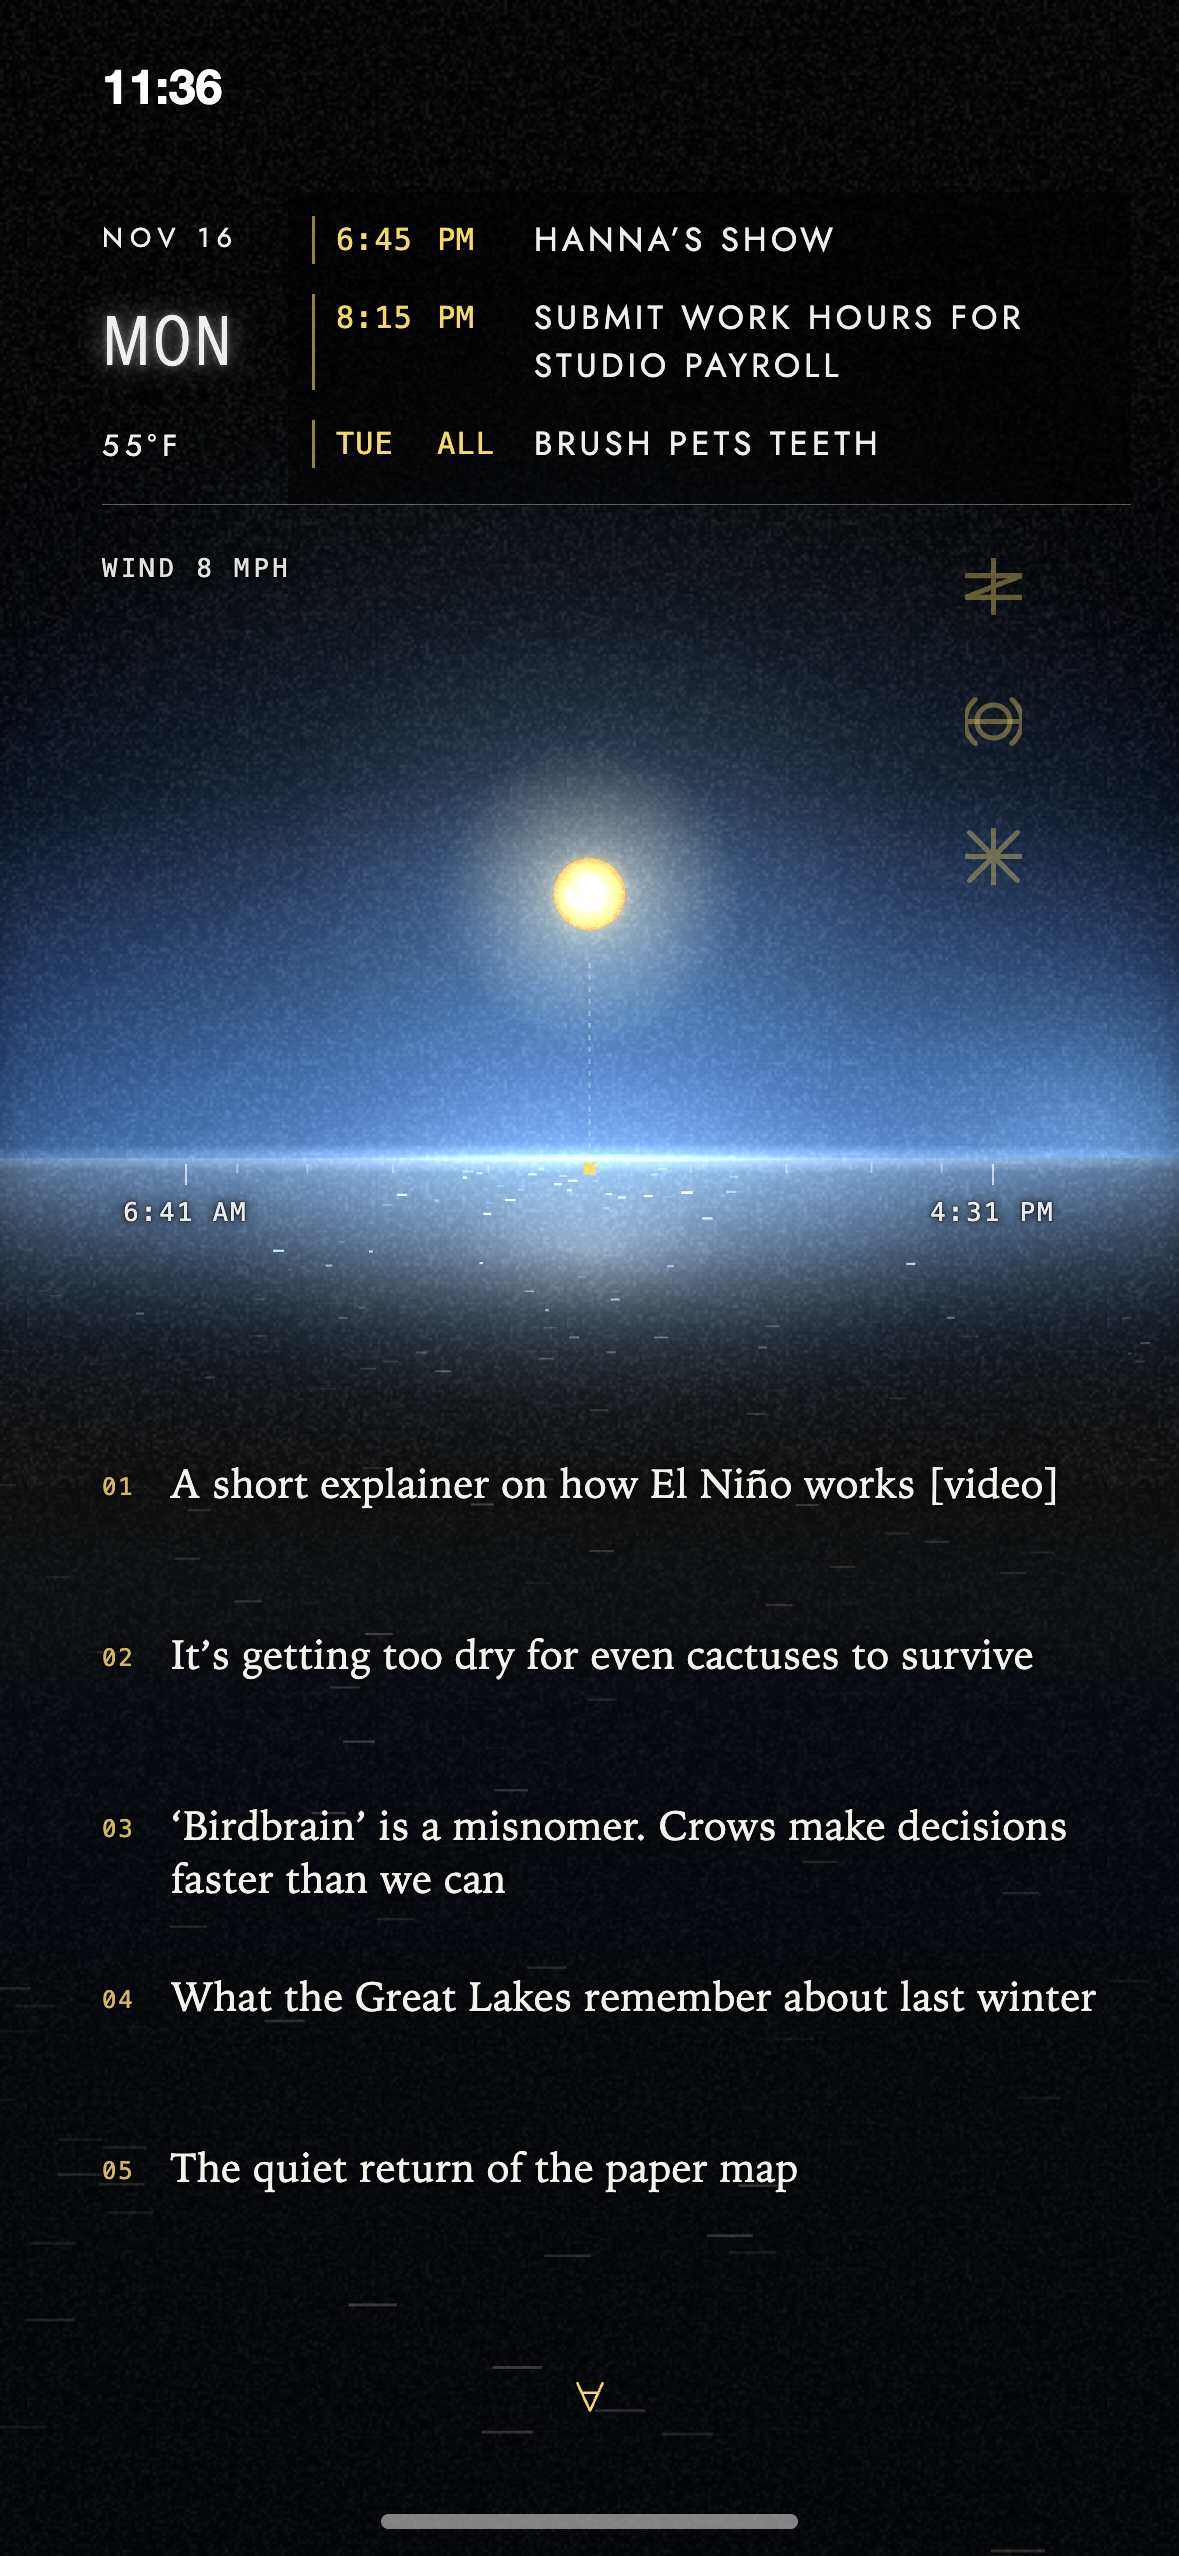 11:36
NOV 16
MON
55°F
6:45 PM HANNA’S SHOW
8:15 PM SUBMIT WORK HOURS FOR
STUDIO PAYROLL
TUE ALL BRUSH PETS TEETH
WIND 8 MPH
6:41 AM
4:31 PM
01 A short explainer on how El Niño works [video]
02 It’s getting too dry for even cactuses to survive
03 ‘Birdbrain’ is a misnomer. Crows make decisions
faster than we can
04 What the Great Lakes remember about last winter
05 The quiet return of the paper map